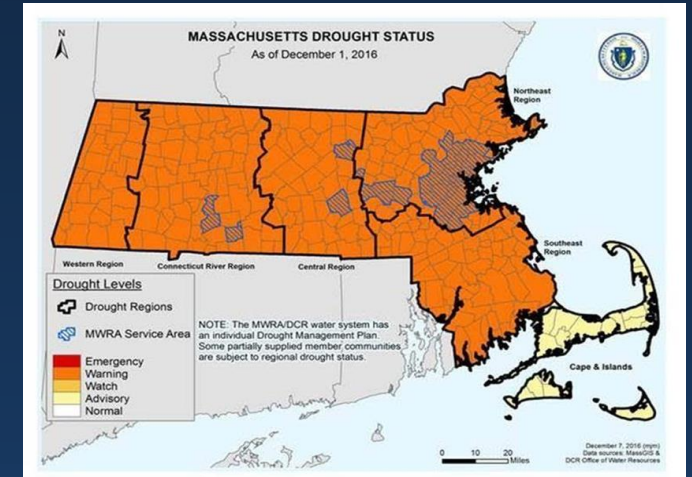 N
MASSACHUSETTS DROUGHT STATUS
As of December 1, 2016
Northeast
Region
Southeast
Region
Western Region
Connecticut River Region
Central Region
Cape & Islands
Drought Levels
Drought Regions
MWRA Service Area
Emergency
Warning
Watch
Advisory
Normal
NOTE: The MWRA/DCR water system has
an individual Drought Management Plan.
Some partially supplied member communities
are subject to regional drought status.
0 10 20
Miles
December 7, 2016 (mjm)
Data sources: MassGIS &
DCR Office of Water Resources